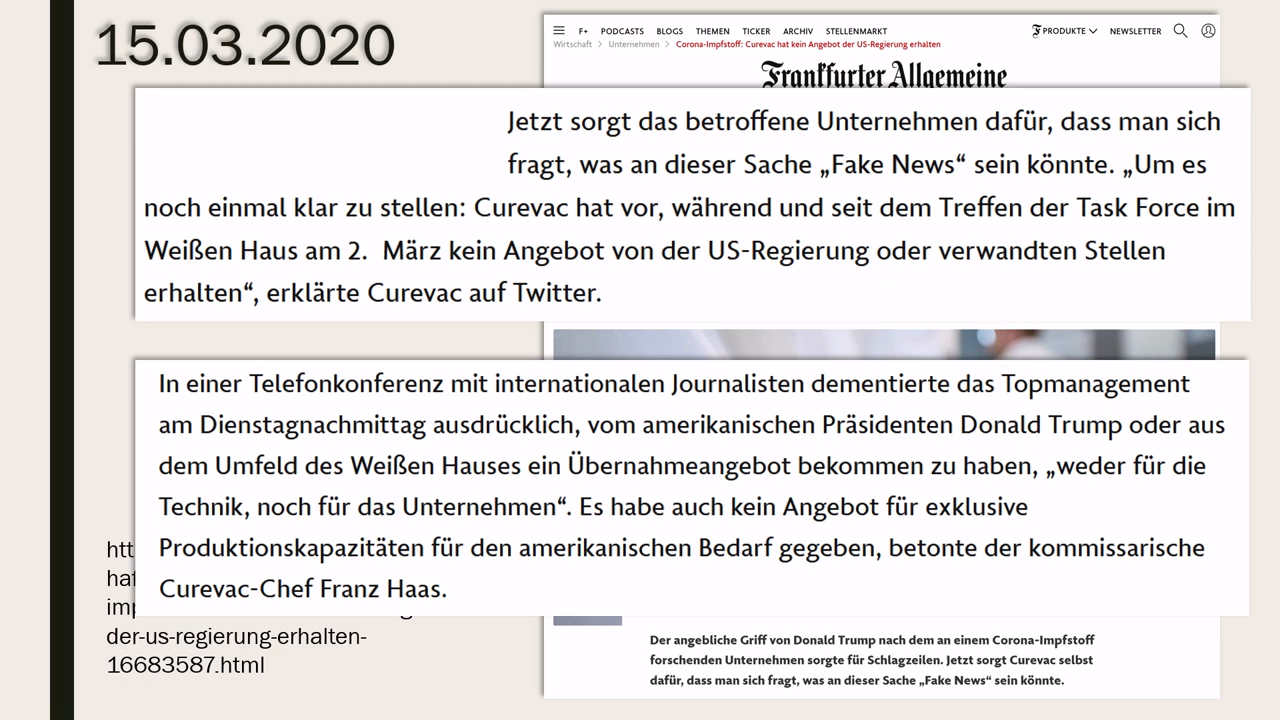 15.03.2020
F+ PODCASTS BLOGS THEMEN TICKER ARCHIV STELLENMARKT
F PRODUKTE NEWSLETTER
Wirtschaft > Unternehmen > Corona-Impfstoff: Curevac hat kein Angebot der US-Regierung erhalten
Frankfurter Allgemeine
Jetzt sorgt das betroffene Unternehmen dafür, dass man sich
fragt, was an dieser Sache „Fake News“ sein könnte. „Um es
noch einmal klar zu stellen: Curevac hat vor, während und seit dem Treffen der Task Force im
Weißen Haus am 2. März kein Angebot von der US-Regierung oder verwandten Stellen
erhalten“, erklärte Curevac auf Twitter.
In einer Telefonkonferenz mit internationalen Journalisten dementierte das Topmanagement
am Dienstagnachmittag ausdrücklich, vom amerikanischen Präsidenten Donald Trump oder aus
dem Umfeld des Weißen Hauses ein Übernahmeangebot bekommen zu haben, „weder für die
Technik, noch für das Unternehmen“. Es habe auch kein Angebot für exklusive
Produktionskapazitäten für den amerikanischen Bedarf gegeben, betonte der kommissarische
Curevac-Chef Franz Haas.
htt
haf
imp
der-us-regierung-erhalten-
16683587.html
Der angebliche Griff von Donald Trump nach dem an einem Corona-Impfstoff
forschenden Unternehmen sorgte für Schlagzeilen. Jetzt sorgt Curevac selbst
dafür, dass man sich fragt, was an dieser Sache „Fake News“ sein könnte.